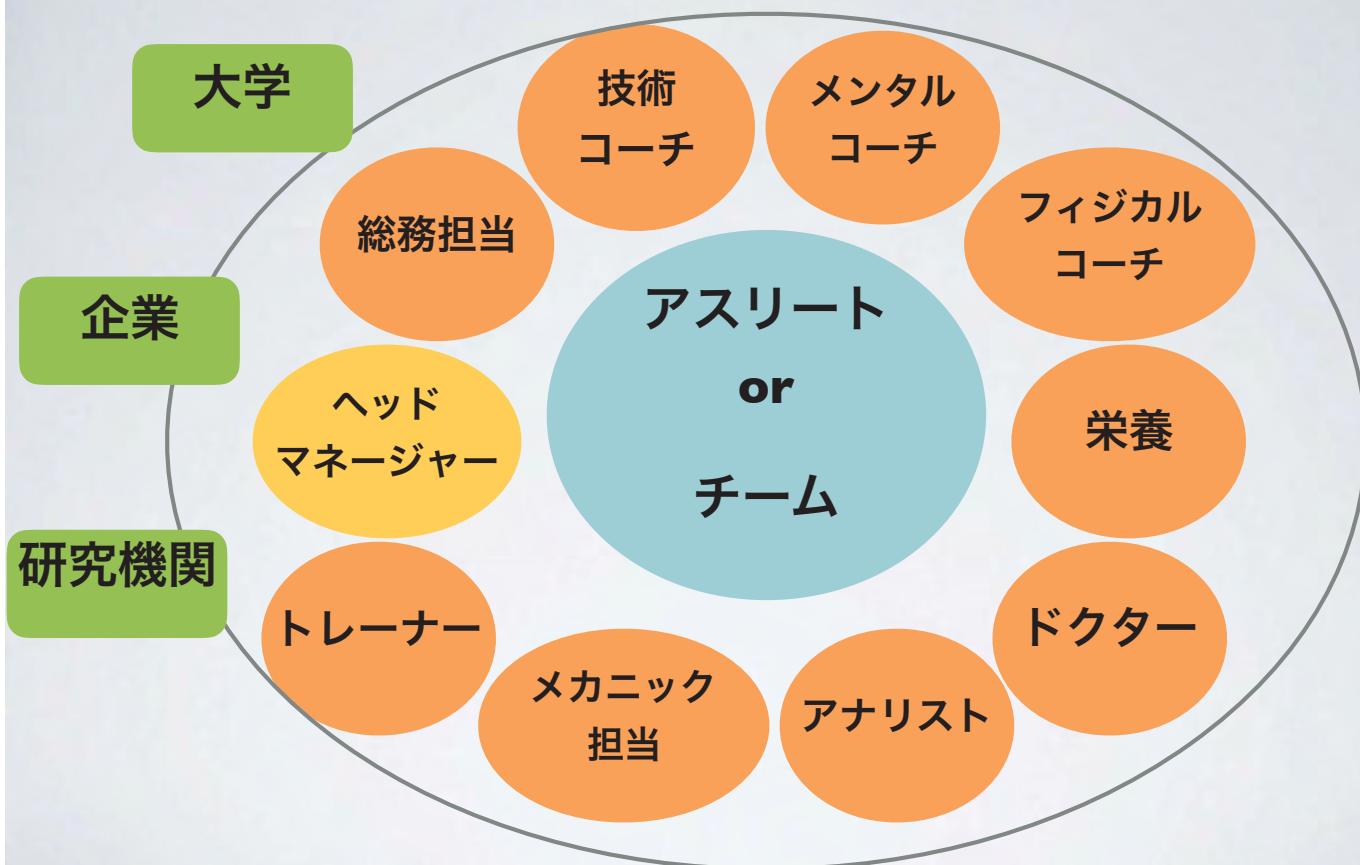 大学
技術
コーチ
メンタル
コーチ
総務担当
フィジカル
コーチ
企業
アスリート
or
チーム
ヘッド
マネージャー
栄養
研究機関
トレーナー
ドクター
メカニック
担当
アナリスト